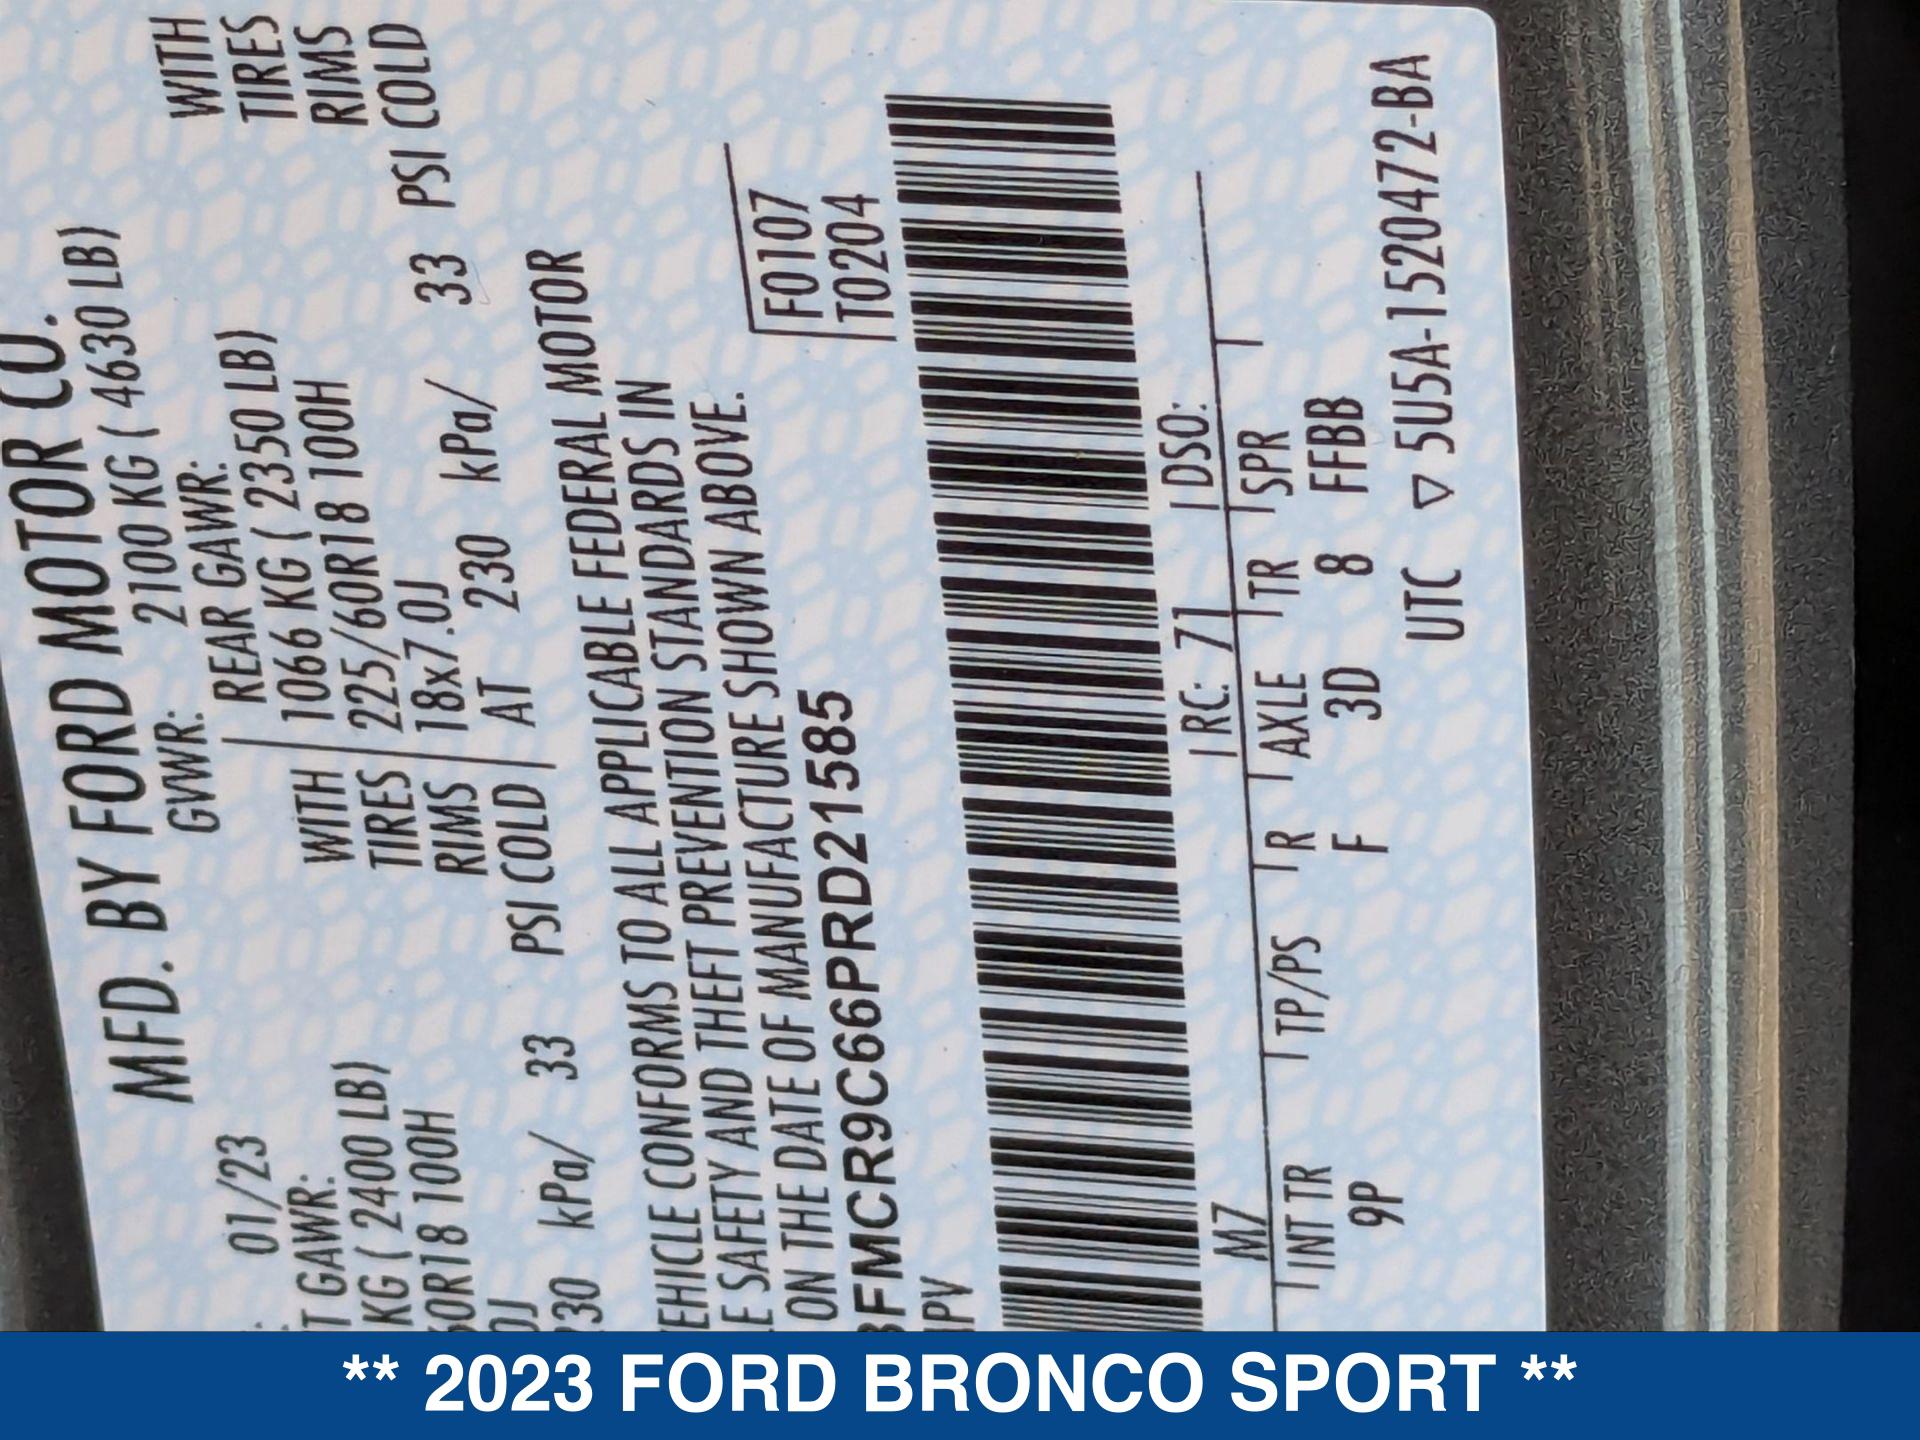 MFD. BY FORD MOTOR CO.
01/23
GVWR: 2100 KG ( 4630 LB)
T GAWR:
REAR GAWR:
KG ( 2400 LB)
WITH
1066 KG ( 2350 LB)
WITH
60R18 100H
TIRES
225/60R18 100H
TIRES
0J
RIMS
18x7.0J
RIMS
230 kPa/ 33 PSI COLD
AT 230 kPa/ 33 PSI COLD
EHICLE CONFORMS TO ALL APPLICABLE FEDERAL MOTOR
E SAFETY AND THEFT PREVENTION STANDARDS IN
ON THE DATE OF MANUFACTURE SHOWN ABOVE.
3FMCR9C66PRD21585
F0107
T0204
MPV
M7
RC: 71
DSO:
INT TR
TP/PS
R
AXLE
TR
SPR
9P
F
3D
8
FFBB
UTC ▽ 5U5A-1520472-BA
** 2023 FORD BRONCO SPORT **